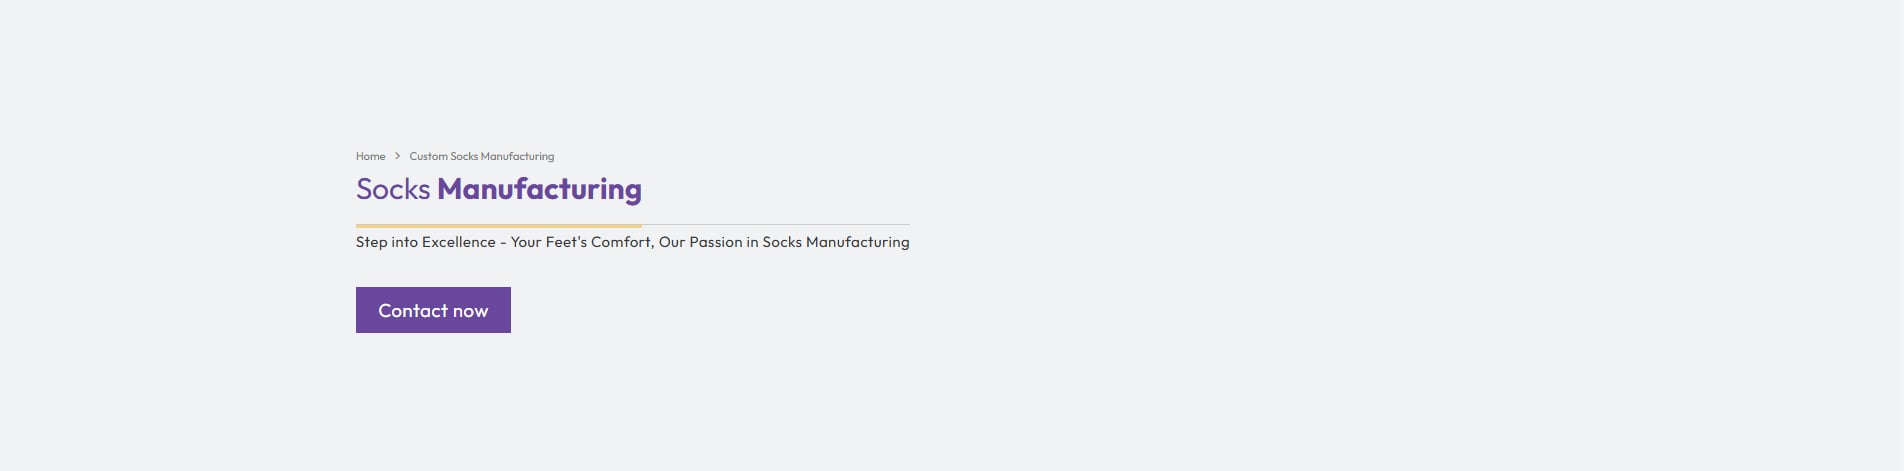 Home > Custom Socks Manufacturing
Socks Manufacturing
Step into Excellence - Your Feet's Comfort, Our Passion in Socks Manufacturing
Contact now